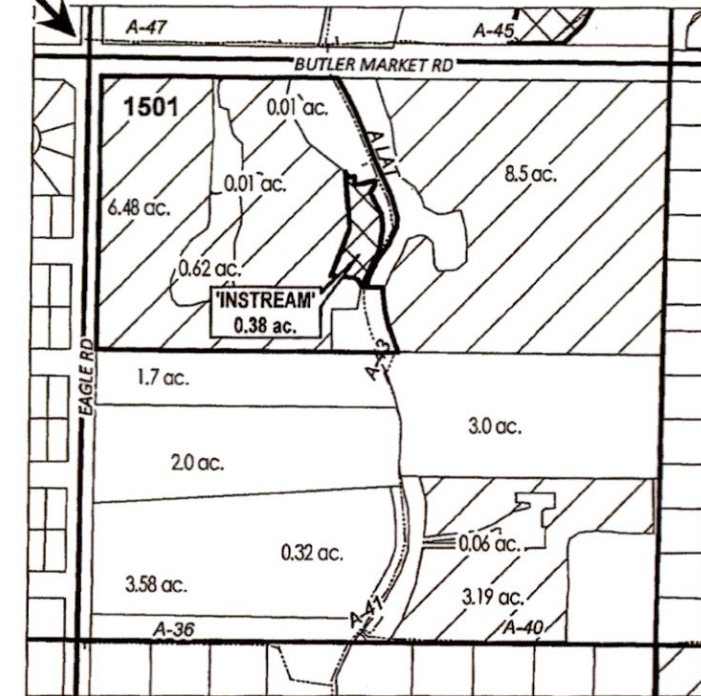 A-47
A-45
BUTLER MARKET RD
1501
0.01 ac.
A LAT
8.5 ac.
0.01 ac.
6.48 ac.
0.62 ac.
'INSTREAM'
0.38 ac.
EAGLE RD
A-43
1.7 ac.
3.0 ac.
2.0 ac.
0.32 ac.
0.06 ac.
3.58 ac.
3.19 ac.
A-41
A-36
A-40